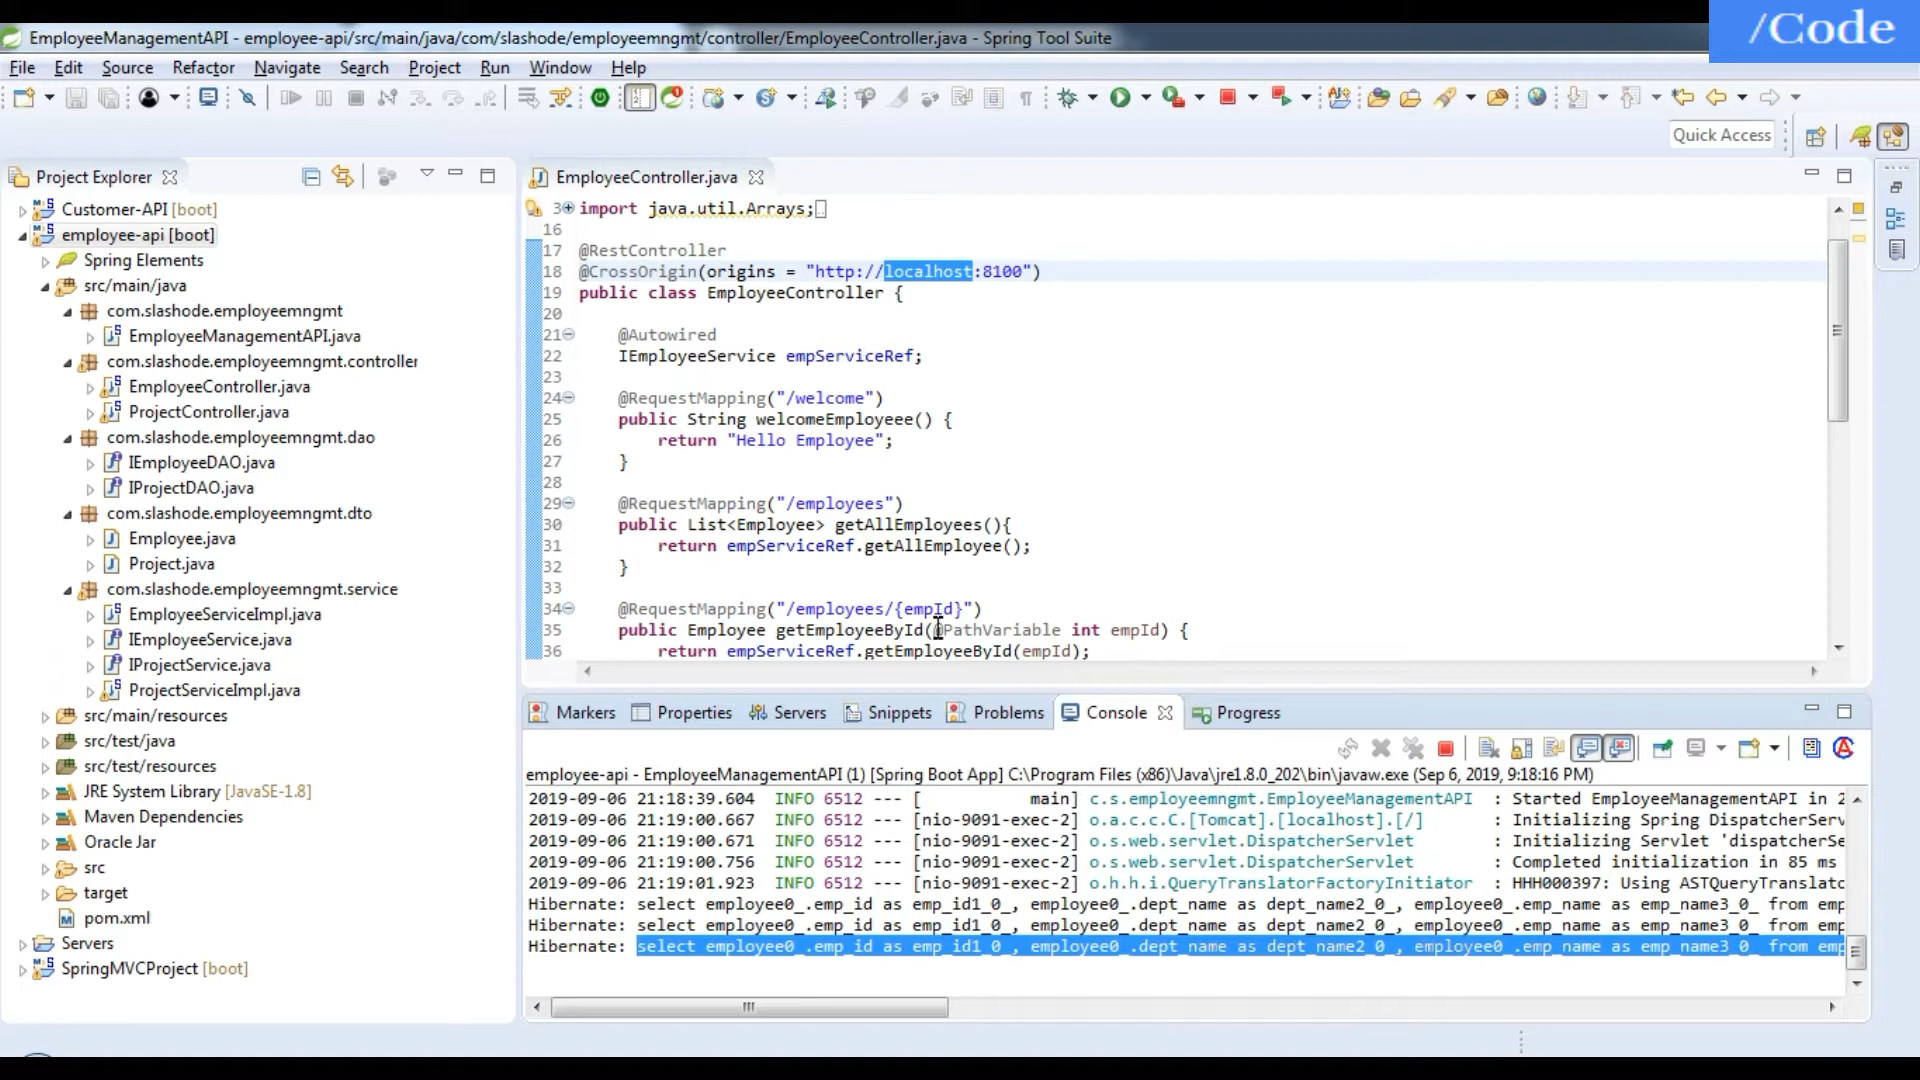 /Code
EmployeeManagementAPI - employee-api/src/main/java/com/slashode/employeemngmt/controller/EmployeeController.java - Spring Tool Suite
File Edit Source Refactor Navigate Search Project Run Window Help
Quick Access
Project Explorer
Customer-API [boot]
employee-api [boot]
Spring Elements
src/main/java
com.slashode.employeemngmt
EmployeeManagementAPI.java
com.slashode.employeemngmt.controller
EmployeeController.java
ProjectController.java
com.slashode.employeemngmt.dao
IEmployeeDAO.java
IProjectDAO.java
com.slashode.employeemngmt.dto
Employee.java
Project.java
com.slashode.employeemngmt.service
EmployeeServiceImpl.java
IEmployeeService.java
IProjectService.java
ProjectServiceImpl.java
src/main/resources
src/test/java
src/test/resources
JRE System Library [JavaSE-1.8]
Maven Dependencies
Oracle Jar
src
target
pom.xml
Servers
SpringMVCProject [boot]
EmployeeController.java
3 import java.util.Arrays;
16
17 @RestController
18 @CrossOrigin(origins = "http://localhost:8100")
19 public class EmployeeController {
20
21 @Autowired
22 IEmployeeService empServiceRef;
23
24 @RequestMapping("/welcome")
25 public String welcomeEmployeee() {
26 return "Hello Employee";
27 }
28
29 @RequestMapping("/employees")
30 public List<Employee> getAllEmployees(){
31 return empServiceRef.getAllEmployee();
32 }
33
34 @RequestMapping("/employees/{empId}")
35 public Employee getEmployeeById(@PathVariable int empId) {
36 return empServiceRef.getEmployeeById(empId);
Markers Properties Servers Snippets Problems Console Progress
employee-api - EmployeeManagementAPI (1) [Spring Boot App] C:\Program Files (x86)\Java\jre1.8.0_202\bin\javaw.exe (Sep 6, 2019, 9:18:16 PM)
2019-09-06 21:18:39.604 INFO 6512 --- [ main] c.s.employeemngmt.EmployeeManagementAPI : Started EmployeeManagementAPI in 2
2019-09-06 21:19:00.667 INFO 6512 --- [nio-9091-exec-2] o.a.c.c.C.[Tomcat].[localhost].[/] : Initializing Spring DispatcherServ
2019-09-06 21:19:00.671 INFO 6512 --- [nio-9091-exec-2] o.s.web.servlet.DispatcherServlet : Initializing Servlet 'dispatcherSe
2019-09-06 21:19:00.756 INFO 6512 --- [nio-9091-exec-2] o.s.web.servlet.DispatcherServlet : Completed initialization in 85 ms
2019-09-06 21:19:01.923 INFO 6512 --- [nio-9091-exec-2] o.h.h.i.QueryTranslatorFactoryInitiator : HHH000397: Using ASTQueryTranslatc
Hibernate: select employee0_.emp_id as emp_id1_0_, employee0_.dept_name as dept_name2_0_, employee0_.emp_name as emp_name3_0_ from emp
Hibernate: select employee0_.emp_id as emp_id1_0_, employee0_.dept_name as dept_name2_0_, employee0_.emp_name as emp_name3_0_ from emp
Hibernate: select employee0_.emp_id as emp_id1_0_, employee0_.dept_name as dept_name2_0_, employee0_.emp_name as emp_name3_0_ from emp